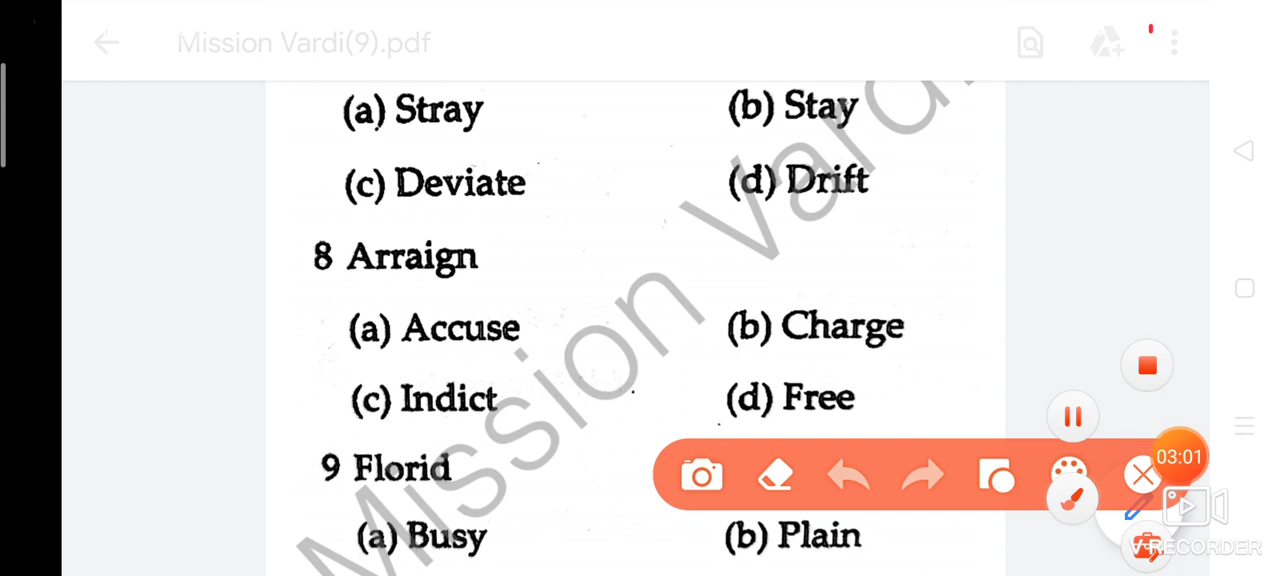 Mission Vardi(9).pdf
(a) Stray (b) Stay
(c) Deviate (d) Drift
8 Arraign
(a) Accuse (b) Charge
(c) Indict (d) Free
9 Florid
(a) Busy (b) Plain
Mission Vardi
03:01
V RECORDER